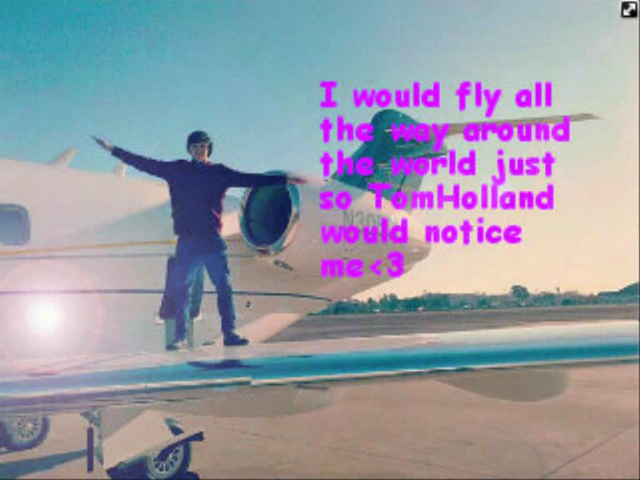 I would fly all
the way around
the world just
so TomHolland
would notice
me<3